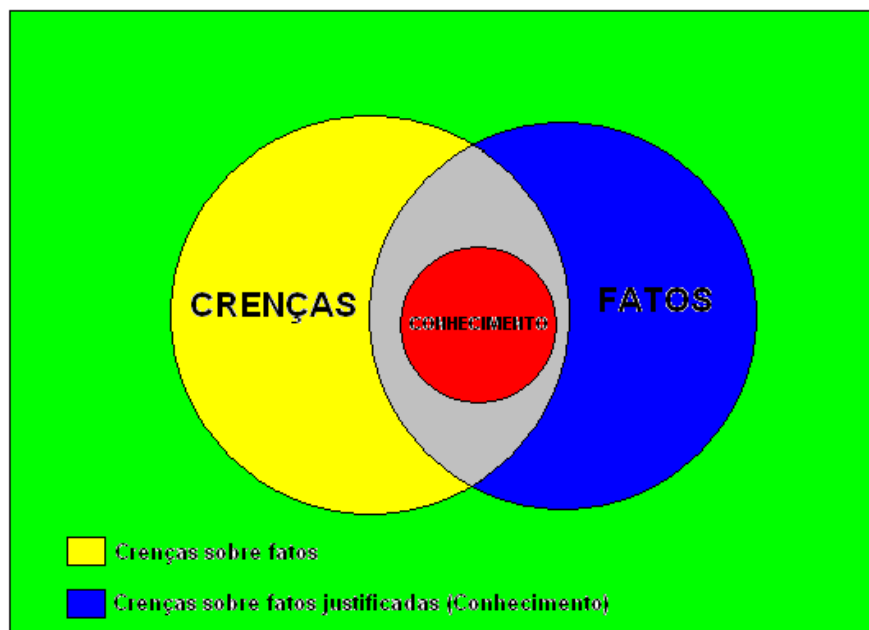 CRENÇAS
CONHECIMENTO
FATOS
Crenças sobre fatos
Crenças sobre fatos justificadas (Conhecimento)